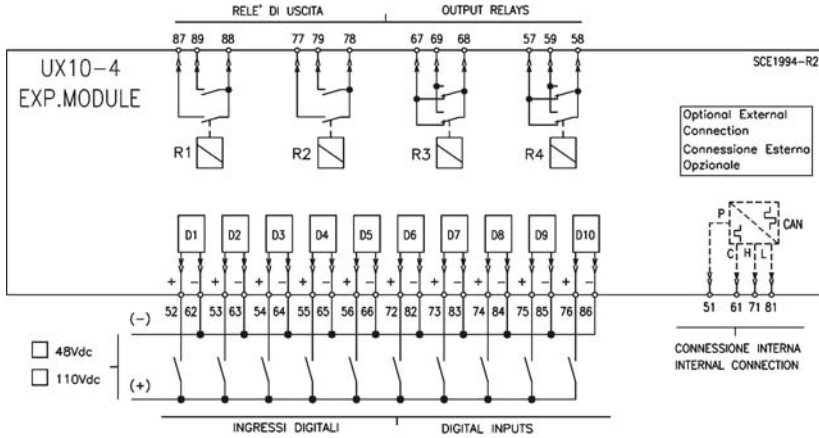 RELE' DI USCITA OUTPUT RELAYS
87 89 88 77 79 78 67 69 68 57 59 58
UX10-4
EXP.MODULE
SCE1994-R2
R1 R2 R3 R4
Optional External
Connection
Connessione Esterna
Opzionale
P
CAN
C H L
D1 D2 D3 D4 D5 D6 D7 D8 D9 D10
+ − + − + − + − + − + − + − + − + − + −
52 62 53 63 54 64 55 65 56 66 72 82 73 83 74 84 75 85 76 86
51 61 71 81
(−)
48Vdc
110Vdc
(+)
CONNESSIONE INTERNA
INTERNAL CONNECTION
INGRESSI DIGITALI DIGITAL INPUTS